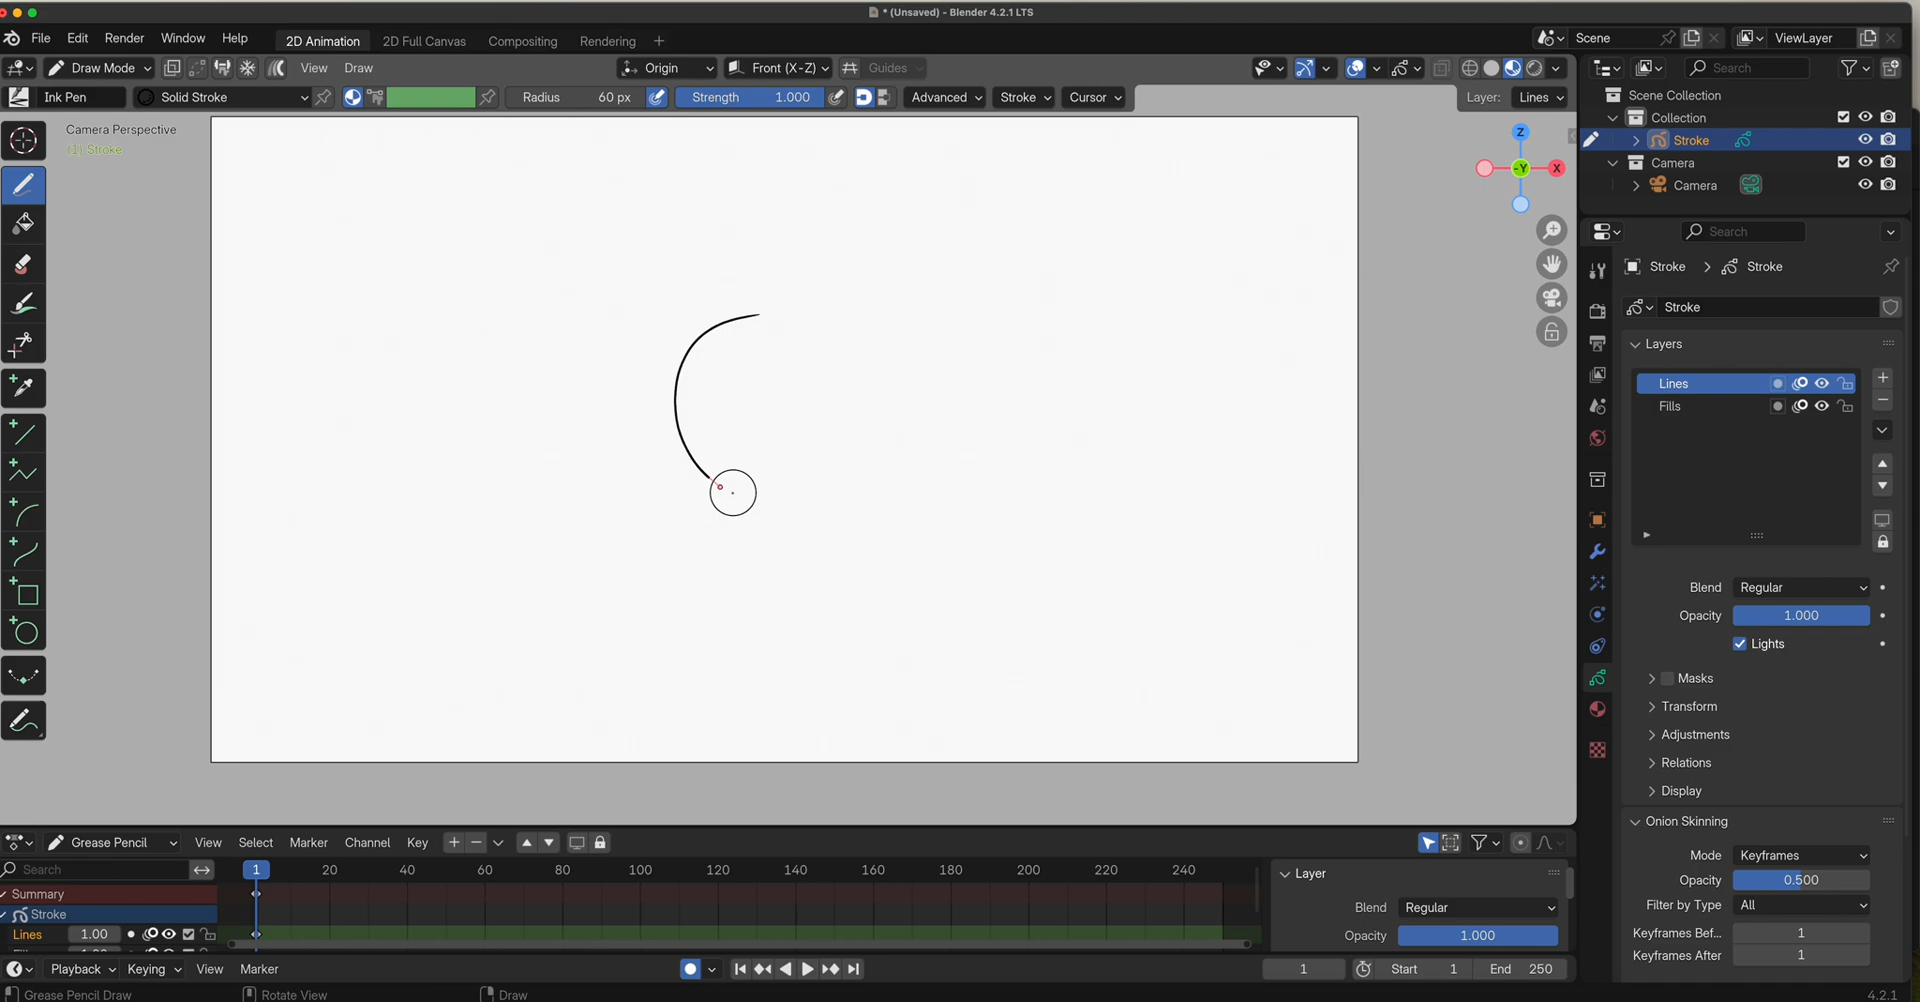 * (Unsaved) - Blender 4.2.1 LTS
File Edit Render Window Help 2D Animation 2D Full Canvas Compositing Rendering + Scene ViewLayer
Draw Mode View Draw Origin Front (X-Z) Guides Search
Ink Pen Solid Stroke Radius 60 px Strength 1.000 Advanced Stroke Cursor Layer: Lines
Scene Collection
Collection
Stroke
Camera
Camera
Camera Perspective
(1) Stroke
Z
-Y X
Search
Stroke > Stroke
Stroke
Layers
Lines
Fills
Blend Regular
Opacity 1.000
Lights
Masks
Transform
Adjustments
Relations
Display
Onion Skinning
Mode Keyframes
Opacity 0.500
Filter by Type All
Keyframes Bef... 1
Keyframes After 1
Grease Pencil View Select Marker Channel Key
Search 1 20 40 60 80 100 120 140 160 180 200 220 240
Summary
Stroke
Lines 1.00
Layer
Blend Regular
Opacity 1.000
Playback Keying View Marker 1 Start 1 End 250
Grease Pencil Draw Rotate View Draw 4.2.1